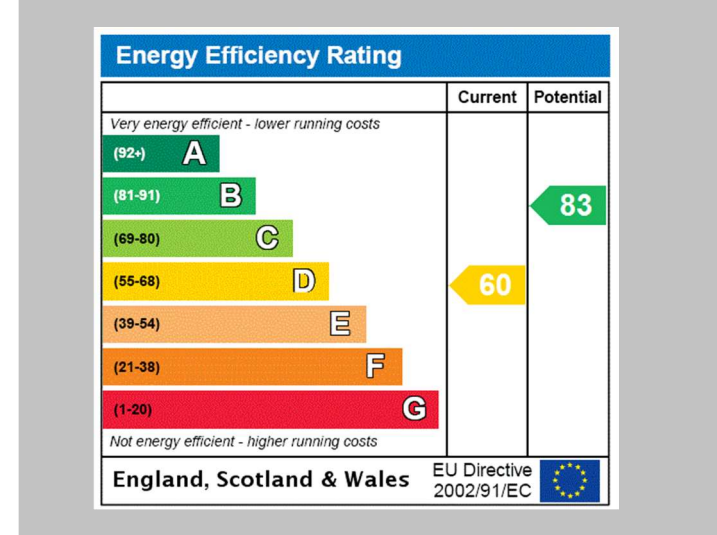 Energy Efficiency Rating
Current Potential
Very energy efficient - lower running costs
(92+) A
(81-91) B
83
(69-80) C
(55-68) D
60
(39-54) E
(21-38) F
(1-20) G
Not energy efficient - higher running costs
England, Scotland & Wales
EU Directive
2002/91/EC